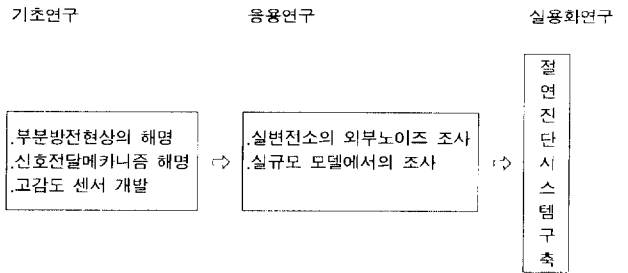 기초연구
응용연구
실용화연구
.부분방전현상의 해명
.신호전달메카니즘 해명
.고감도 센서 개발
⇨
.실변전소의 외부노이즈 조사
.실규모 모델에서의 조사
⇨
절
연
진
단
시
스
템
구
축